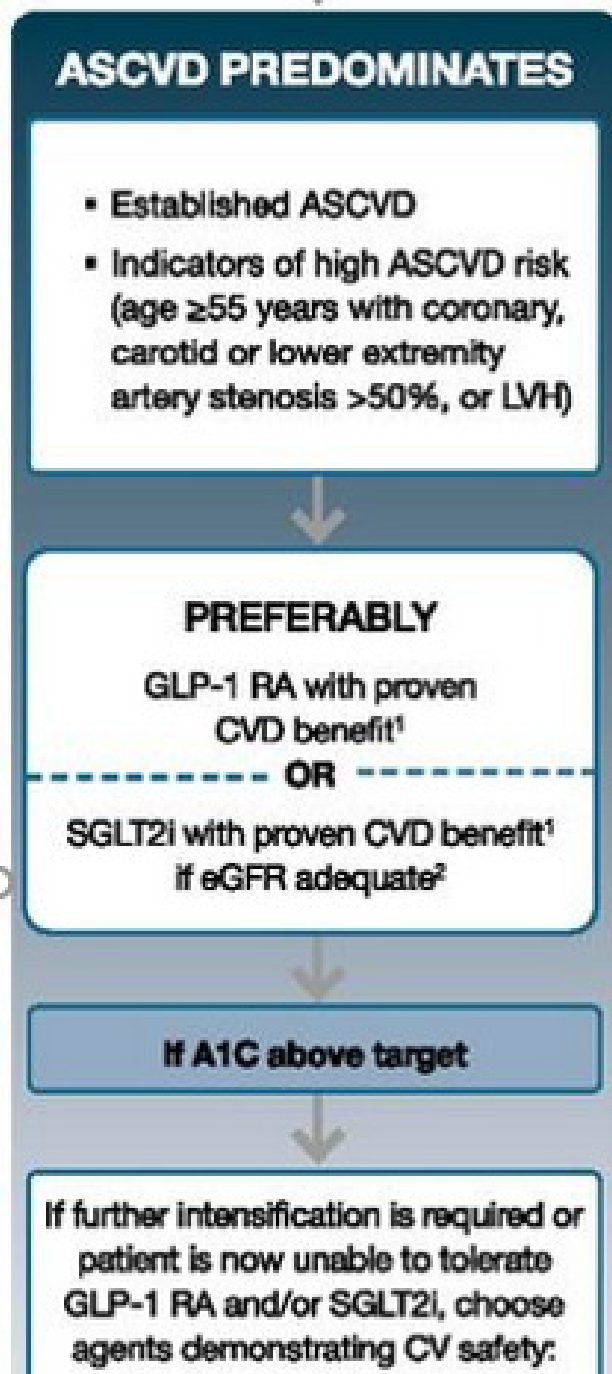 ASCVD PREDOMINATES
▪ Established ASCVD
▪ Indicators of high ASCVD risk
(age ≥55 years with coronary,
carotid or lower extremity
artery stenosis >50%, or LVH)
PREFERABLY
GLP-1 RA with proven
CVD benefit¹
OR
SGLT2i with proven CVD benefit¹
if eGFR adequate²
If A1C above target
If further intensification is required or
patient is now unable to tolerate
GLP-1 RA and/or SGLT2i, choose
agents demonstrating CV safety: